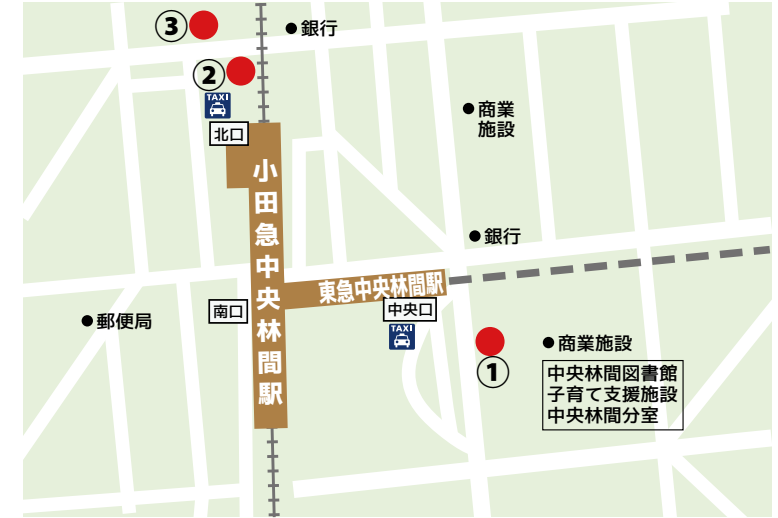 ③
銀行
②
TAXI
北口
商業
施設
小田急中央林間駅
銀行
東急中央林間駅
南口
中央口
TAXI
郵便局
商業施設
①
中央林間図書館
子育て支援施設
中央林間分室